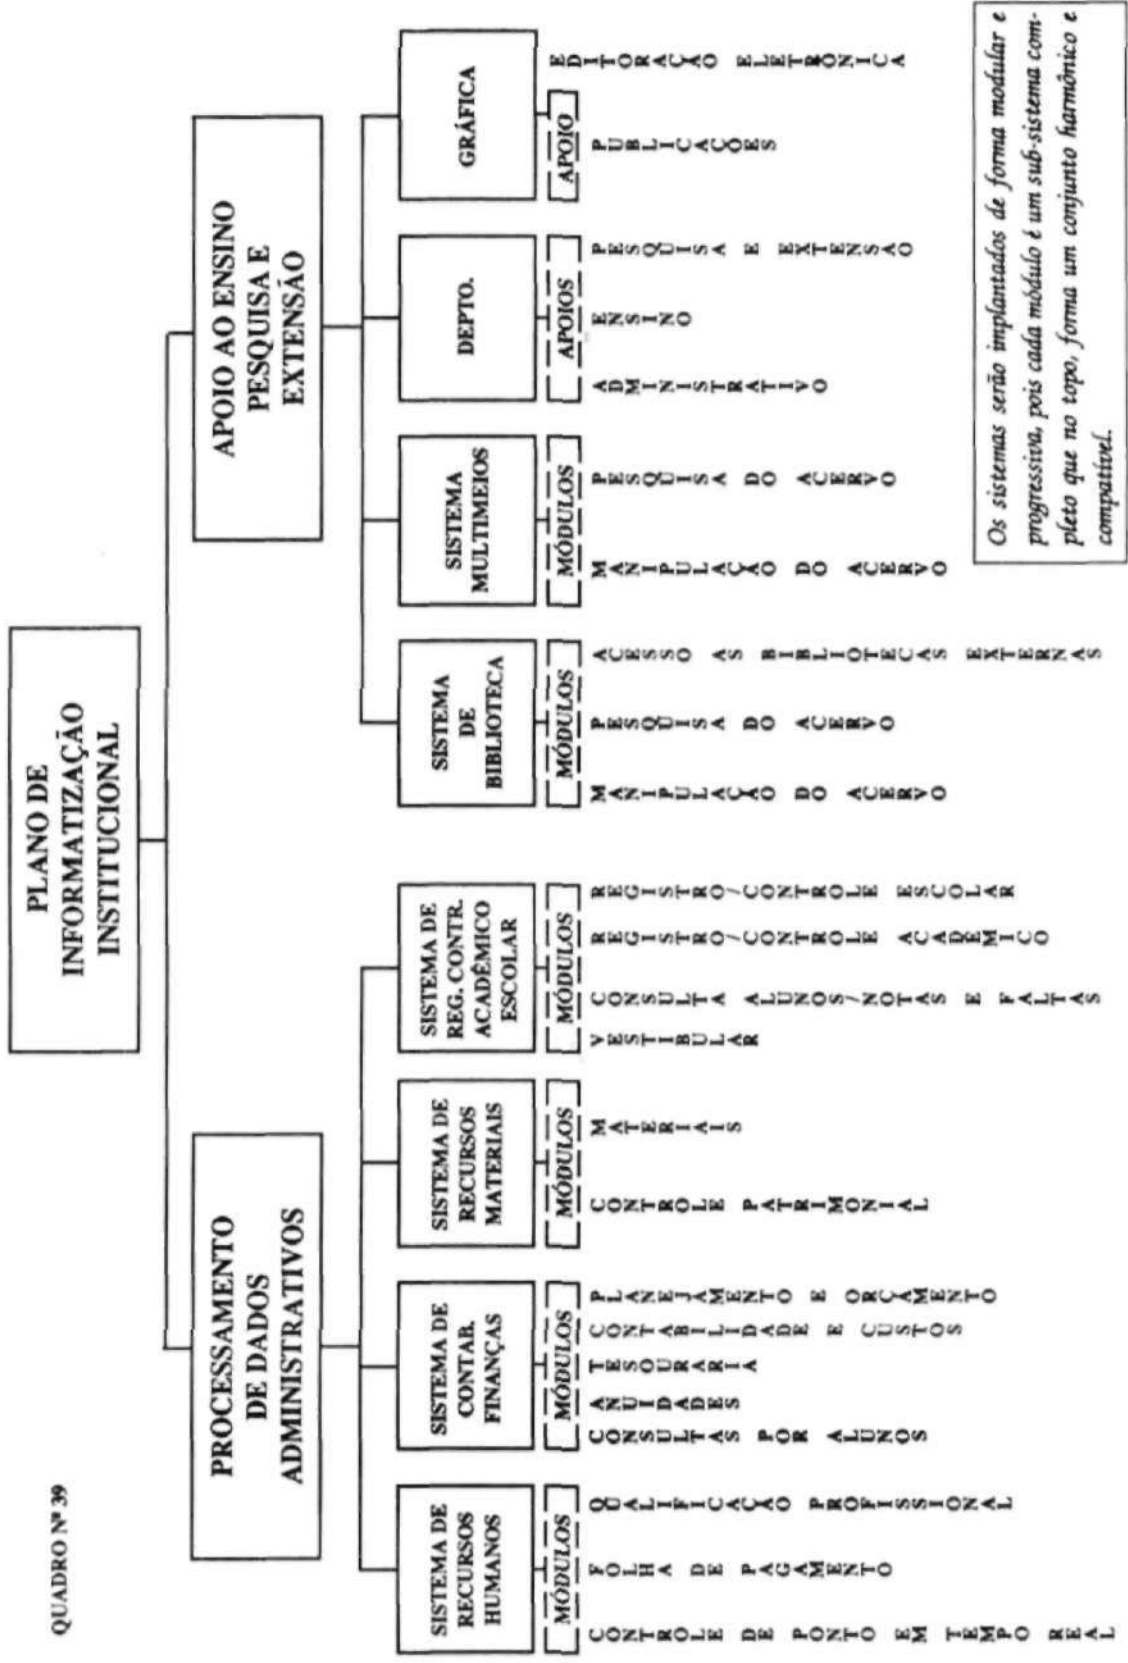 QUADRO Nº 39
PLANO DE
INFORMATIZAÇÃO
INSTITUCIONAL
PROCESSAMENTO
DE DADOS
ADMINISTRATIVOS
SISTEMA DE
RECURSOS
HUMANOS
MÓDULOS
CONTROLE DE PONTO EM TEMPO REAL
FOLHA DE PAGAMENTO
QUALIFICAÇÃO PROFISSIONAL
SISTEMA DE
CONTAB.
FINANÇAS
MÓDULOS
CONSULTAS POR ALUNOS
ANUIDADES
TESOURARIA
CONTABILIDADE E CUSTOS
PLANEJAMENTO E ORÇAMENTO
SISTEMA DE
RECURSOS
MATERIAIS
MÓDULOS
CONTROLE PATRIMONIAL
MATERIAIS
SISTEMA DE
REG. CONTR.
ACADÊMICO
ESCOLAR
MÓDULOS
VESTIBULAR
CONSULTA ALUNOS/NOTAS E FALTAS
REGISTRO/CONTROLE ACADEMICO
REGISTRO/CONTROLE ESCOLAR
APOIO AO ENSINO
PESQUISA E
EXTENSÃO
SISTEMA
DE
BIBLIOTECA
MÓDULOS
MANIPULAÇÃO DO ACERVO
PESQUISA DO ACERVO
ACESSO AS BIBLIOTECAS EXTERNAS
SISTEMA
MULTIMEIOS
MÓDULOS
MANIPULAÇÃO DO ACERVO
PESQUISA DO ACERVO
DEPTO.
APOIOS
ADMINISTRATIVO
ENSINO
PESQUISA E EXTENSAO
GRÁFICA
APOIO
PUBLICAÇÕES
EDITORAÇÃO ELETRÔNICA
Os sistemas serão implantados de forma modular e
progressiva, pois cada módulo é um sub-sistema com-
pleto que no topo, forma um conjunto harmônico e
compatível.